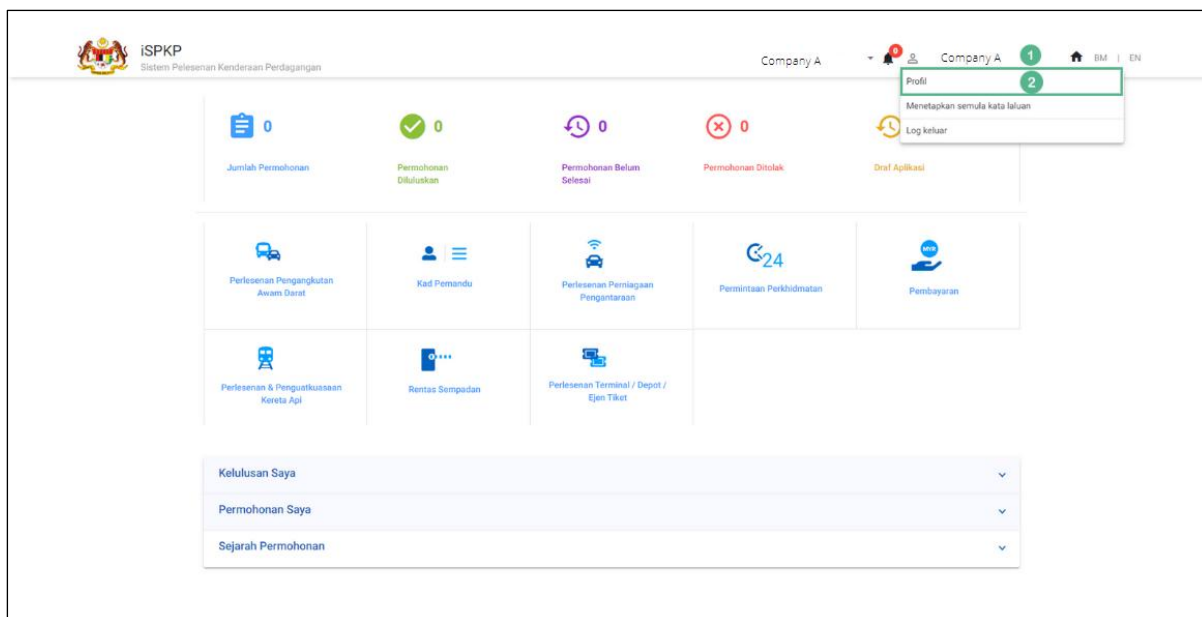 iSPKP
Sistem Pelesenan Kenderaan Perdagangan
Company A
0
Company A
1
BM | EN
Profil
2
Menetapkan semula kata laluan
Log keluar
0
Jumlah Permohonan
0
Permohonan
Diluluskan
0
Permohonan Belum
Selesai
0
Permohonan Ditolak
Draf Aplikasi
Perlesenan Pengangkutan
Awam Darat
Kad Pemandu
Perlesenan Perniagaan
Pengantaraan
24
Permintaan Perkhidmatan
MYR
Pembayaran
Perlesenan & Penguatkuasaan
Kereta Api
Rentas Sempadan
Perlesenan Terminal / Depot /
Ejen Tiket
Kelulusan Saya
Permohonan Saya
Sejarah Permohonan